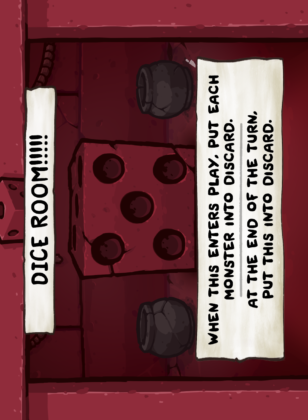 DICE ROOM!!!!!
WHEN THIS ENTERS PLAY, PUT EACH
MONSTER INTO DISCARD.
AT THE END OF THE TURN,
PUT THIS INTO DISCARD.